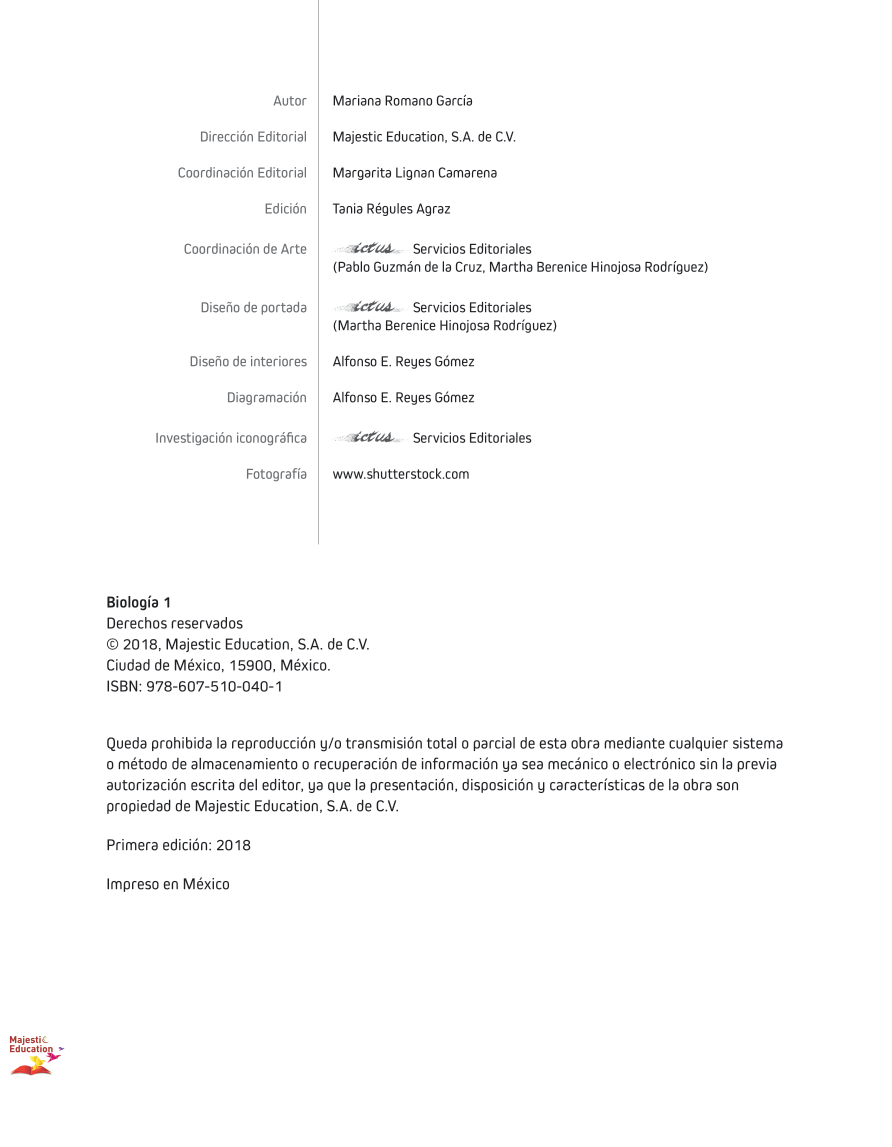 Autor Mariana Romano García
Dirección Editorial Majestic Education, S.A. de C.V.
Coordinación Editorial Margarita Lignan Camarena
Edición Tania Régules Agraz
Coordinación de Arte ictus Servicios Editoriales
(Pablo Guzmán de la Cruz, Martha Berenice Hinojosa Rodríguez)
Diseño de portada ictus Servicios Editoriales
(Martha Berenice Hinojosa Rodríguez)
Diseño de interiores Alfonso E. Reyes Gómez
Diagramación Alfonso E. Reyes Gómez
Investigación iconográfica ictus Servicios Editoriales
Fotografía www.shutterstock.com
Biología 1
Derechos reservados
© 2018, Majestic Education, S.A. de C.V.
Ciudad de México, 15900, México.
ISBN: 978-607-510-040-1
Queda prohibida la reproducción y/o transmisión total o parcial de esta obra mediante cualquier sistema
o método de almacenamiento o recuperación de información ya sea mecánico o electrónico sin la previa
autorización escrita del editor, ya que la presentación, disposición y características de la obra son
propiedad de Majestic Education, S.A. de C.V.
Primera edición: 2018
Impreso en México
Majestic
Education